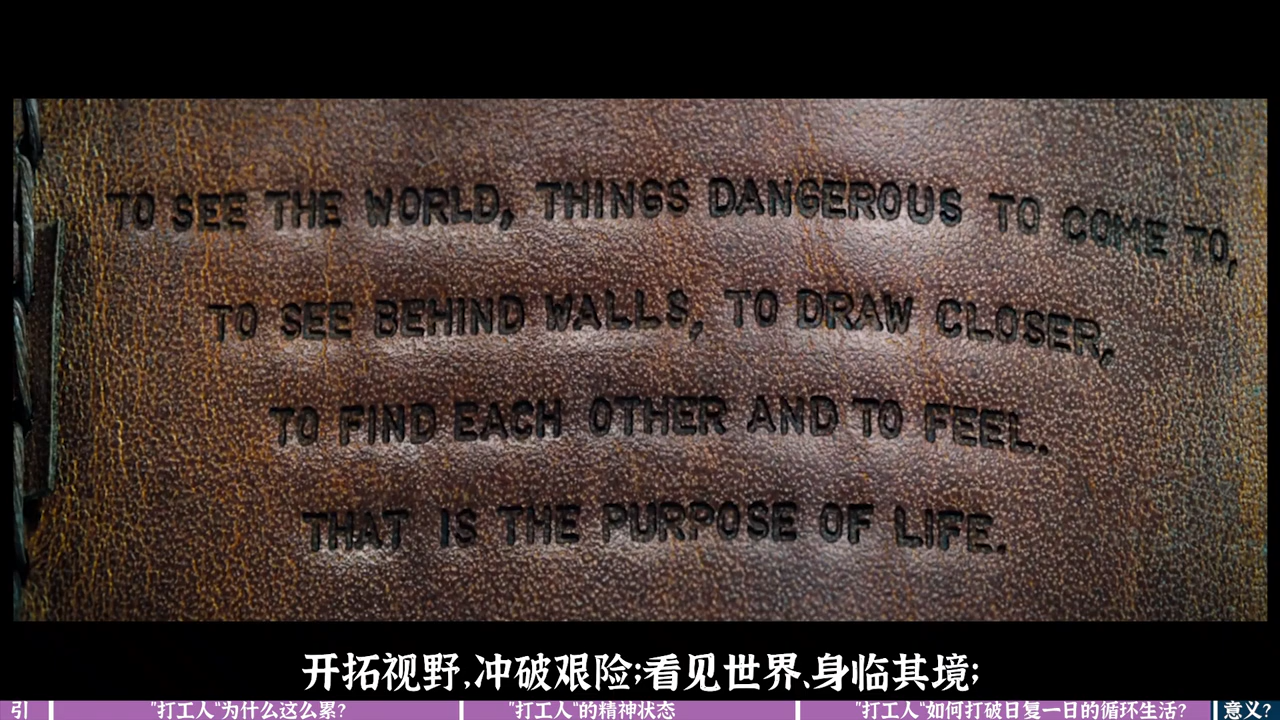 TO SEE THE WORLD, THINGS DANGEROUS TO COME TO,
TO SEE BEHIND WALLS, TO DRAW CLOSER,
TO FIND EACH OTHER AND TO FEEL.
THAT IS THE PURPOSE OF LIFE.
开拓视野,冲破艰险;看见世界、身临其境;
引 "打工人"为什么这么累? "打工人"的精神状态 "打工人"如何打破日复一日的循环生活? 意义?